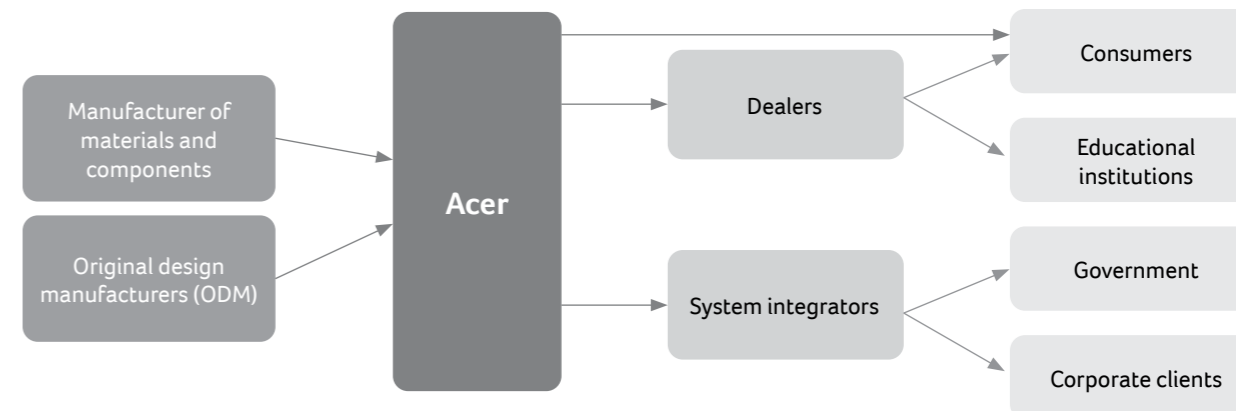 Manufacturer of
materials and
components
Original design
manufacturers (ODM)
Acer
Dealers
System integrators
Consumers
Educational
institutions
Government
Corporate clients